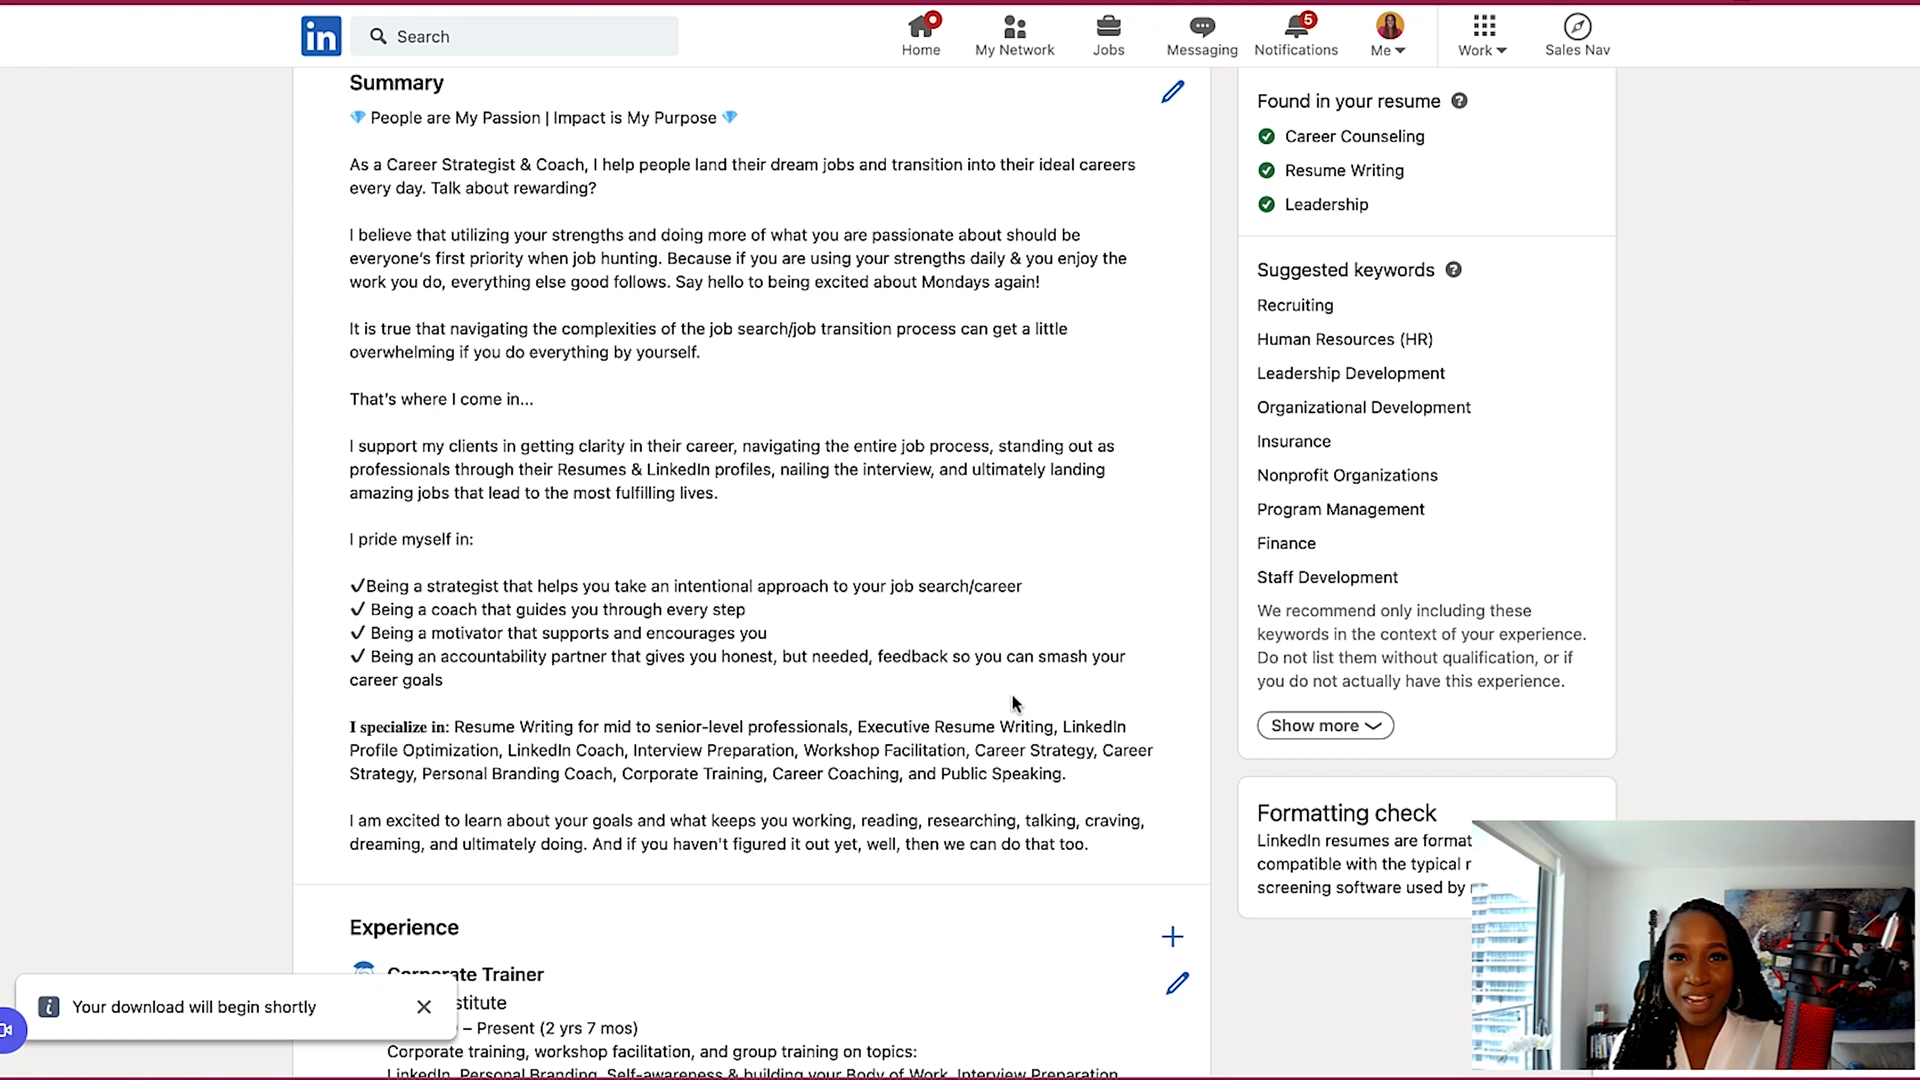 in
Search
Home
My Network
Jobs
Messaging
5
Notifications
Me
Work
Sales Nav
Summary
💎 People are My Passion | Impact is My Purpose 💎
As a Career Strategist & Coach, I help people land their dream jobs and transition into their ideal careers
every day. Talk about rewarding?
I believe that utilizing your strengths and doing more of what you are passionate about should be
everyone's first priority when job hunting. Because if you are using your strengths daily & you enjoy the
work you do, everything else good follows. Say hello to being excited about Mondays again!
It is true that navigating the complexities of the job search/job transition process can get a little
overwhelming if you do everything by yourself.
That's where I come in...
I support my clients in getting clarity in their career, navigating the entire job process, standing out as
professionals through their Resumes & LinkedIn profiles, nailing the interview, and ultimately landing
amazing jobs that lead to the most fulfilling lives.
I pride myself in:
✓Being a strategist that helps you take an intentional approach to your job search/career
✓ Being a coach that guides you through every step
✓ Being a motivator that supports and encourages you
✓ Being an accountability partner that gives you honest, but needed, feedback so you can smash your
career goals
I specialize in: Resume Writing for mid to senior-level professionals, Executive Resume Writing, LinkedIn
Profile Optimization, LinkedIn Coach, Interview Preparation, Workshop Facilitation, Career Strategy, Career
Strategy, Personal Branding Coach, Corporate Training, Career Coaching, and Public Speaking.
I am excited to learn about your goals and what keeps you working, reading, researching, talking, craving,
dreaming, and ultimately doing. And if you haven't figured it out yet, well, then we can do that too.
Experience
Corporate Trainer
stitute
– Present (2 yrs 7 mos)
Corporate training, workshop facilitation, and group training on topics:
LinkedIn, Personal Branding, Self-awareness & building your Body of Work, Interview Preparation
Your download will begin shortly
Found in your resume
Career Counseling
Resume Writing
Leadership
Suggested keywords
Recruiting
Human Resources (HR)
Leadership Development
Organizational Development
Insurance
Nonprofit Organizations
Program Management
Finance
Staff Development
We recommend only including these
keywords in the context of your experience.
Do not list them without qualification, or if
you do not actually have this experience.
Show more
Formatting check
LinkedIn resumes are format
compatible with the typical r
screening software used by